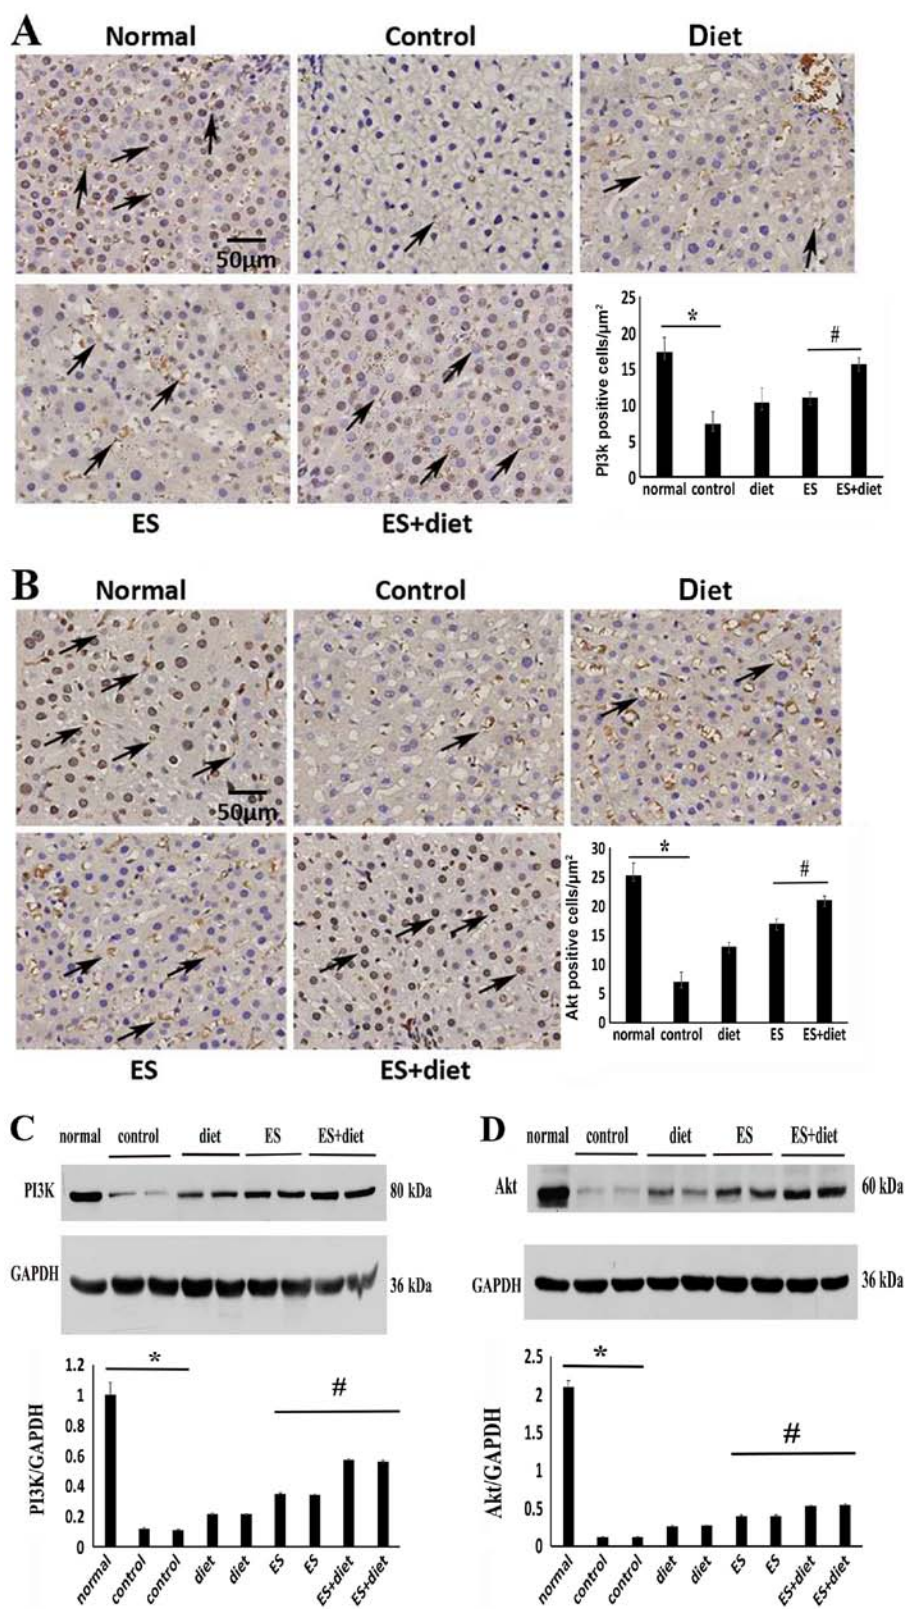 A
Normal Control Diet
50μm
ES ES+diet
PI3k positive cells/μm²
25
20
15
10
5
0
* #
normal control diet ES ES+diet
B
Normal Control Diet
50μm
ES ES+diet
Akt positive cells/μm²
30
25
20
15
10
5
0
* #
normal control diet ES ES+diet
C
normal control diet ES ES+diet
PI3K 80 kDa
GAPDH 36 kDa
PI3K/GAPDH
1.2
1
0.8
0.6
0.4
0.2
0
* #
normal control control diet diet ES ES ES+diet ES+diet
D
normal control diet ES ES+diet
Akt 60 kDa
GAPDH 36 kDa
Akt/GAPDH
2.5
2
1.5
1
0.5
0
* #
normal control control diet diet ES ES ES+diet ES+diet